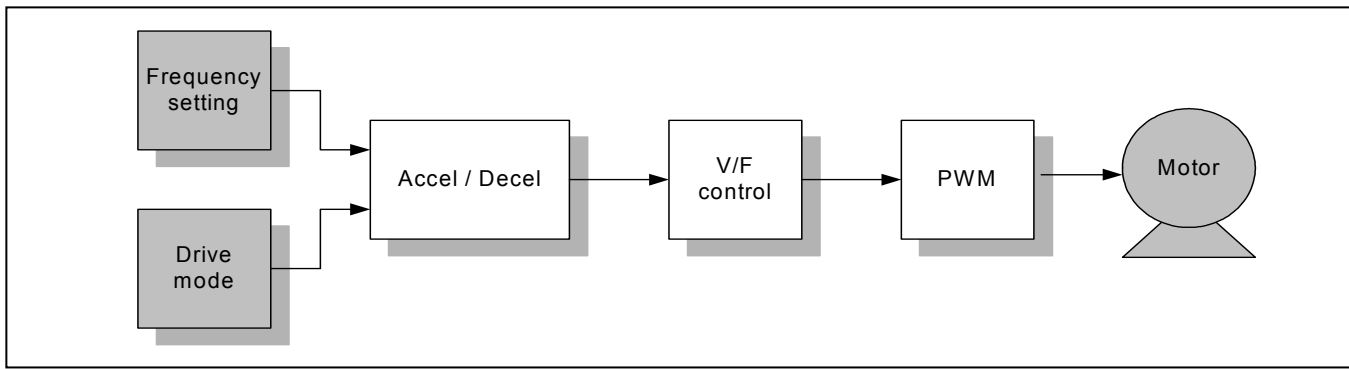 Frequency
setting
Drive
mode
Accel / Decel
V/F
control
PWM
Motor